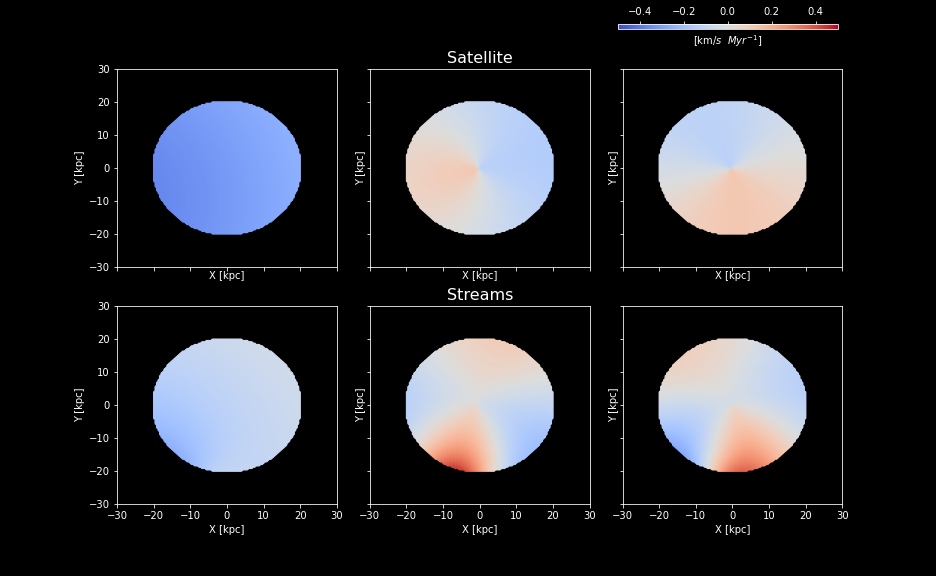 −0.4 −0.2 0.0 0.2 0.4
[km/s Myr⁻¹]
Satellite
30
20
10
0
−10
−20
−30
Y [kpc]
Y [kpc]
Y [kpc]
X [kpc] X [kpc] X [kpc]
Streams
30
20
10
0
−10
−20
−30
Y [kpc]
Y [kpc]
Y [kpc]
−30 −20 −10 0 10 20 30
−30 −20 −10 0 10 20 30
−30 −20 −10 0 10 20 30
X [kpc] X [kpc] X [kpc]